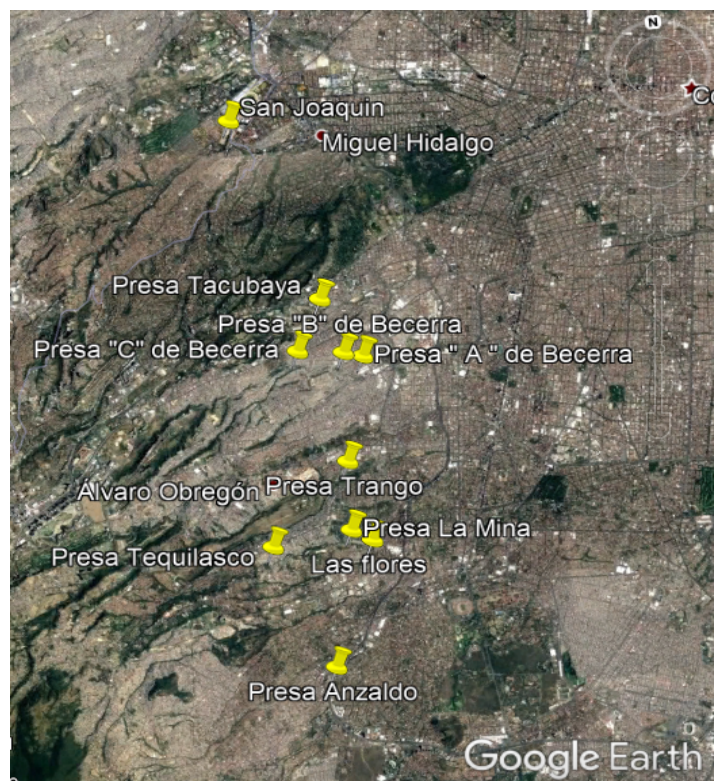 N
San Joaquin
Miguel Hidalgo
Presa Tacubaya
Presa "B" de Becerra
Presa "C" de Becerra
Presa " A " de Becerra
Álvaro Obregón
Presa Trango
Presa La Mina
Presa Tequilasco
Las flores
Presa Anzaldo
Google Earth